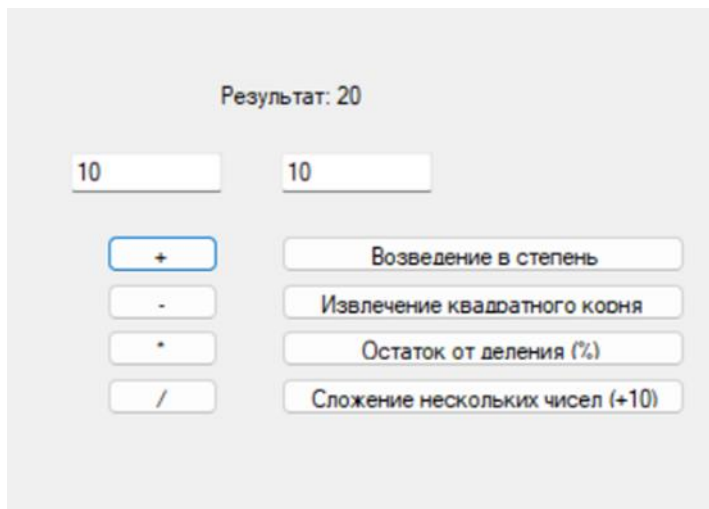 Результат: 20
10 10
+ Возведение в степень
- Извлечение квадратного корня
* Остаток от деления (%)
/ Сложение нескольких чисел (+10)